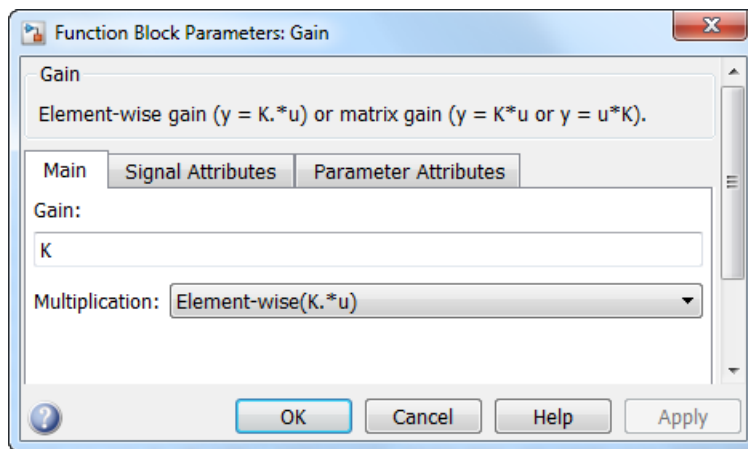 Function Block Parameters: Gain
Gain
Element-wise gain (y = K.*u) or matrix gain (y = K*u or y = u*K).
Main Signal Attributes Parameter Attributes
Gain:
K
Multiplication: Element-wise(K.*u)
OK Cancel Help Apply